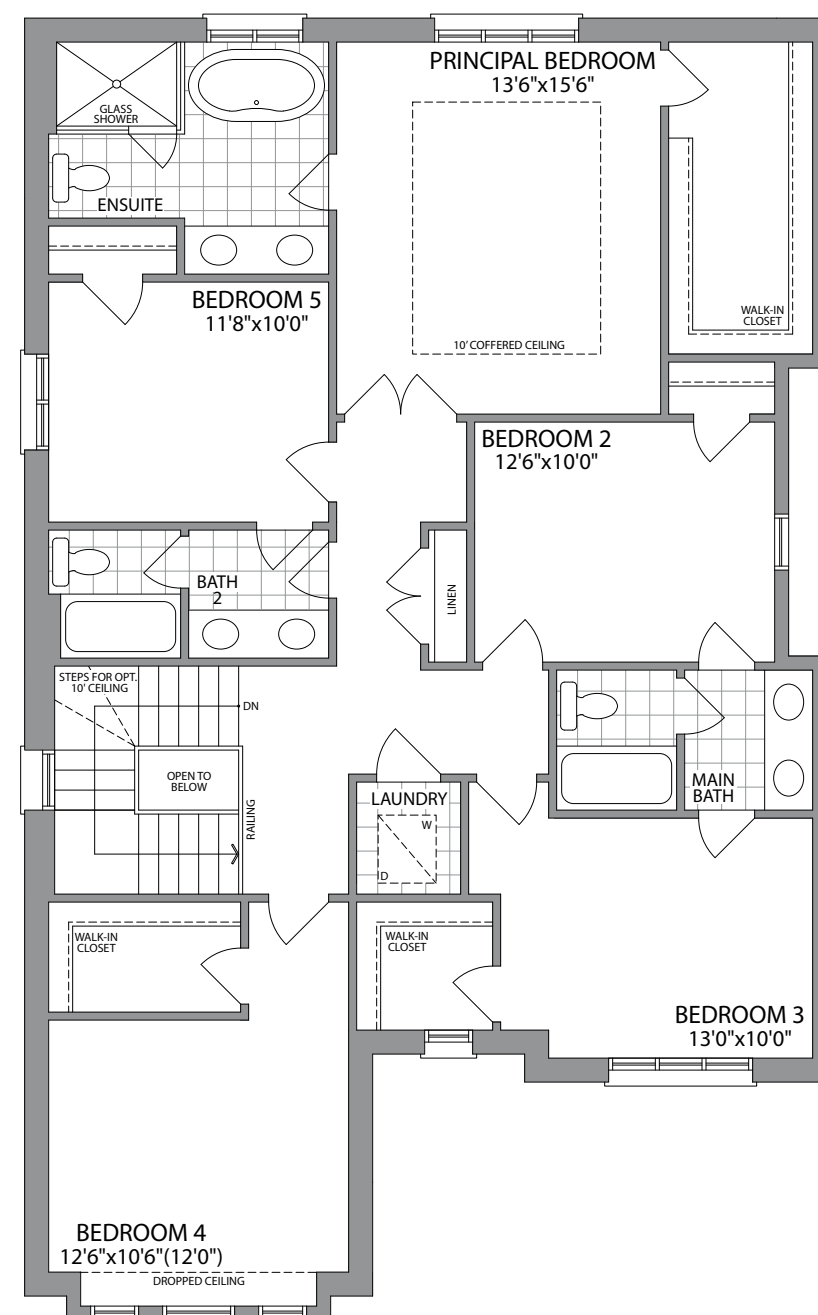 PRINCIPAL BEDROOM
13'6"x15'6"
GLASS
SHOWER
ENSUITE
BEDROOM 5
11'8"x10'0"
WALK-IN
CLOSET
10' COFFERED CEILING
BEDROOM 2
12'6"x10'0"
BATH
2
LINEN
STEPS FOR OPT.
10' CEILING
DN
OPEN TO
BELOW
RAILING
LAUNDRY
W
D
MAIN
BATH
WALK-IN
CLOSET
WALK-IN
CLOSET
BEDROOM 3
13'0"x10'0"
BEDROOM 4
12'6"x10'6"(12'0")
DROPPED CEILING